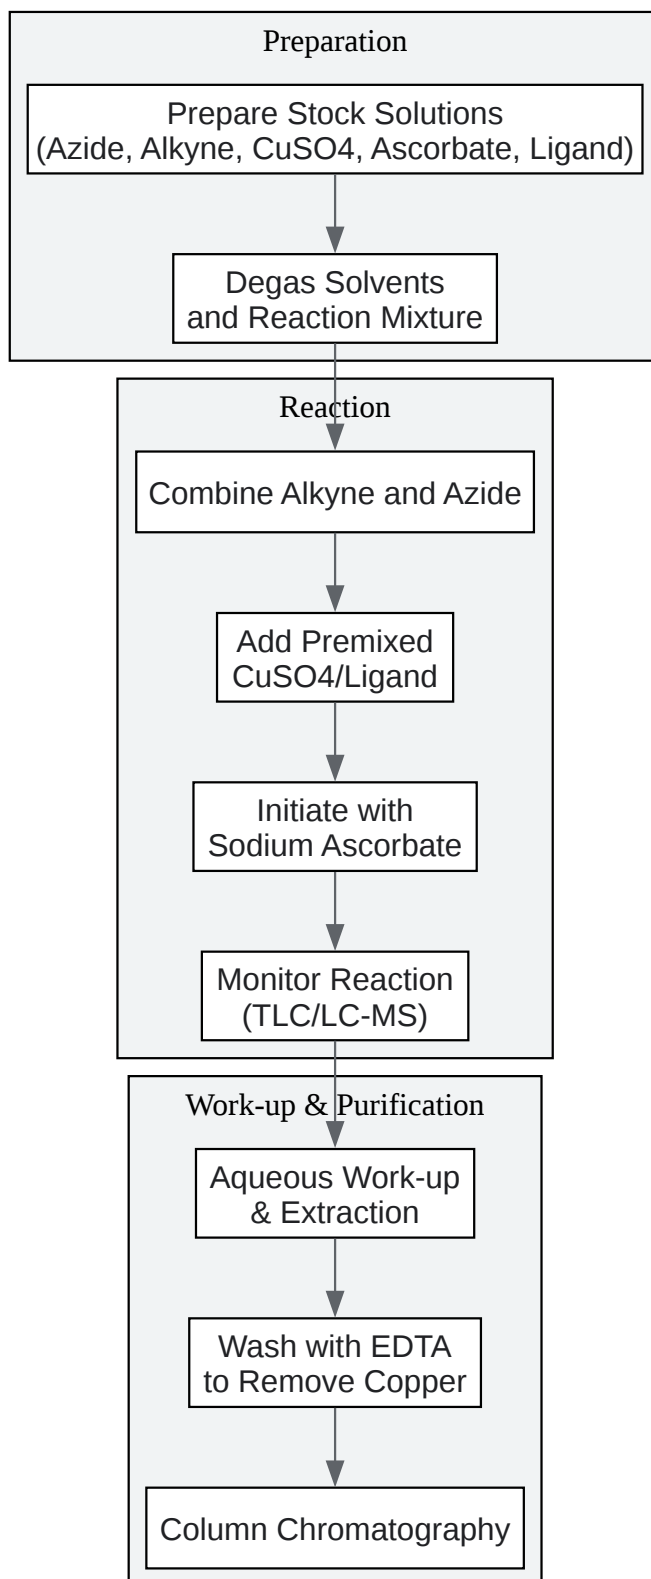 Preparation
Prepare Stock Solutions
(Azide, Alkyne, CuSO4, Ascorbate, Ligand)
Degas Solvents
and Reaction Mixture
Reaction
Combine Alkyne and Azide
Add Premixed
CuSO4/Ligand
Initiate with
Sodium Ascorbate
Monitor Reaction
(TLC/LC-MS)
Work-up & Purification
Aqueous Work-up
& Extraction
Wash with EDTA
to Remove Copper
Column Chromatography